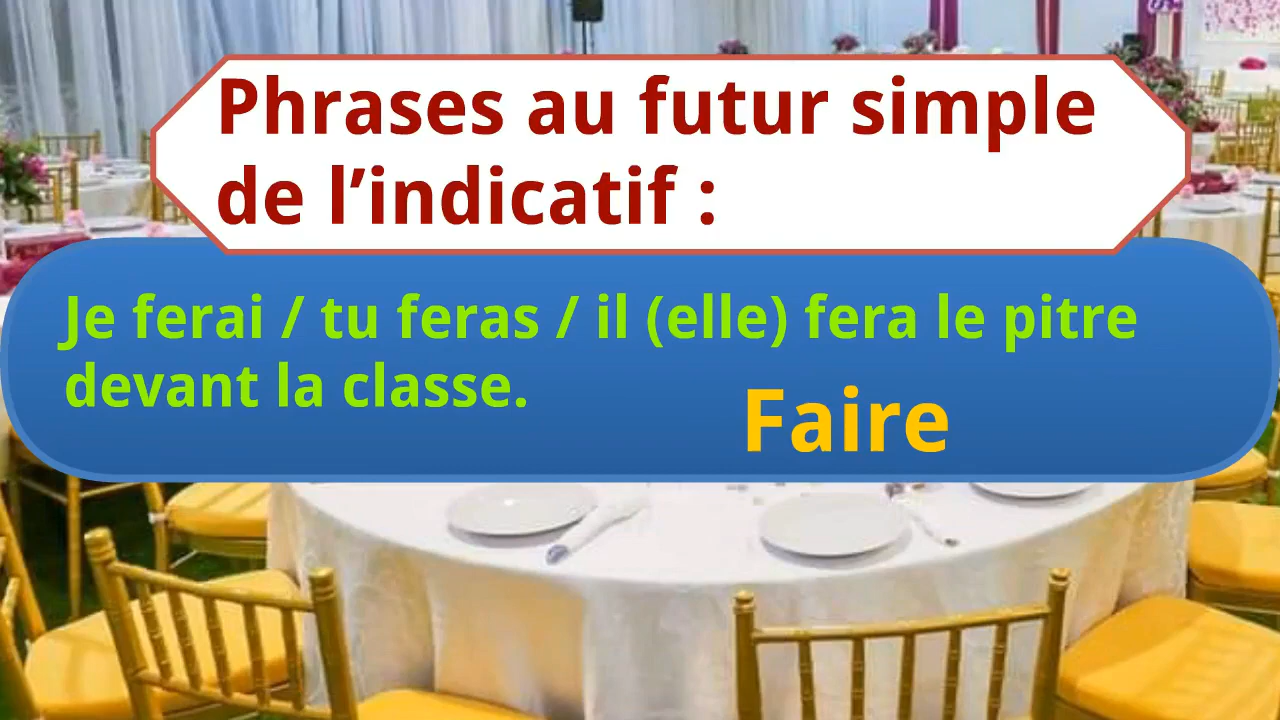 Phrases au futur simple
de l’indicatif :
Je ferai / tu feras / il (elle) fera le pitre
devant la classe.
Faire